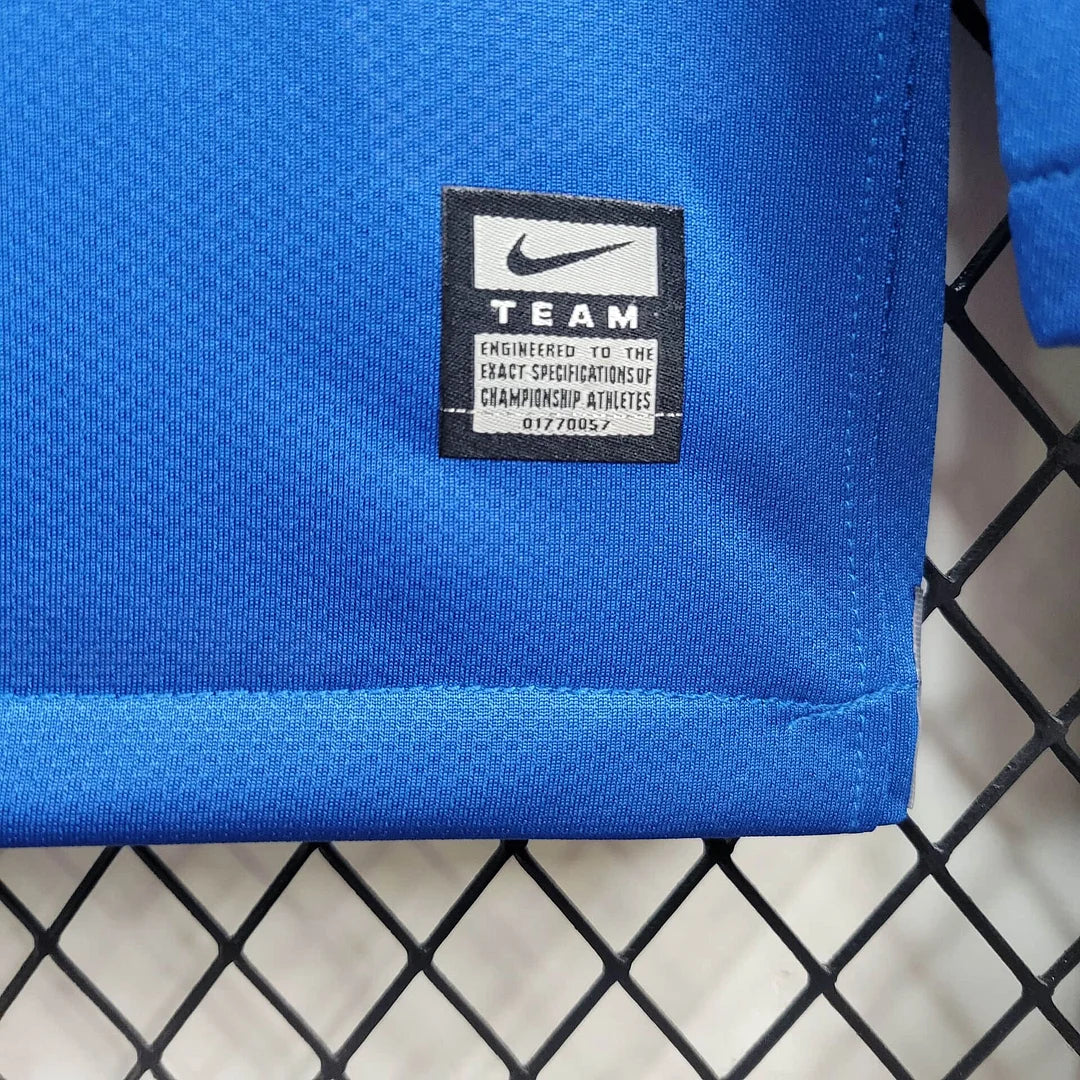 TEAM
ENGINEERED TO THE
EXACT SPECIFICATIONS OF
CHAMPIONSHIP ATHLETES
01770057